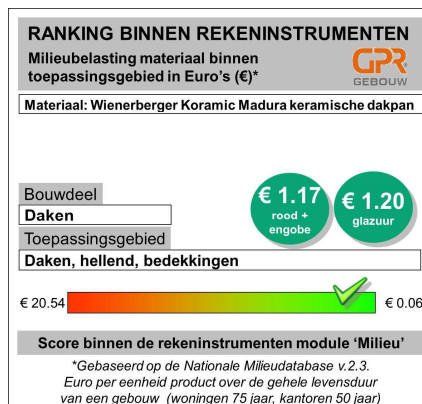 RANKING BINNEN REKENINSTRUMENTEN
Milieubelasting materiaal binnen
toepassingsgebied in Euro's (€)*
GPR
GEBOUW
Materiaal: Wienerberger Koramic Madura keramische dakpan
Bouwdeel
Daken
€ 1.17
rood +
engobe
€ 1.20
glazuur
Toepassingsgebied
Daken, hellend, bedekkingen
€ 20.54
€ 0.06
Score binnen de rekeninstrumenten module ‘Milieu’
*Gebaseerd op de Nationale Milieudatabase v.2.3.
Euro per eenheid product over de gehele levensduur
van een gebouw (woningen 75 jaar, kantoren 50 jaar)